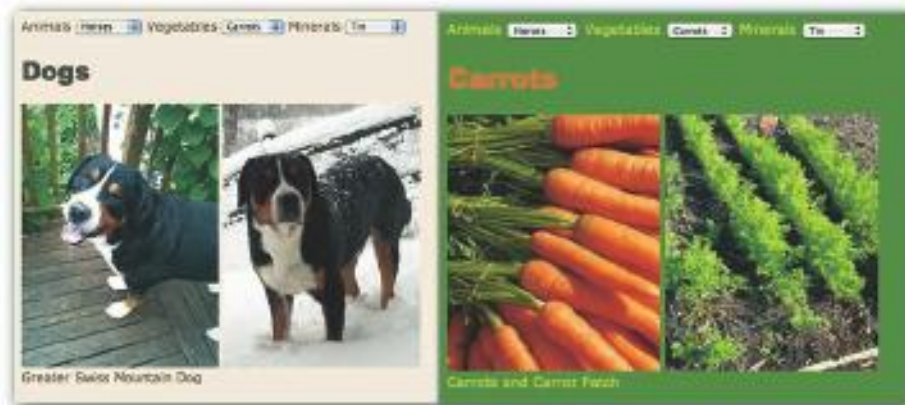 Animals Horses Vegetables Carrots Minerals Tin
Dogs
Greater Swiss Mountain Dog
Animals Horses Vegetables Carrots Minerals Tin
Carrots
Carrots and Carrot Patch